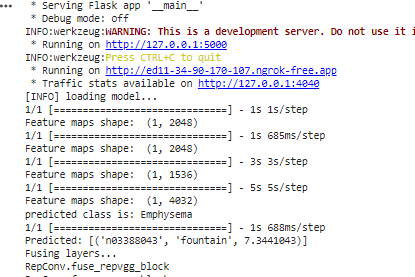 * Serving Flask app '__main__'
* Debug mode: off
INFO:werkzeug:WARNING: This is a development server. Do not use it i
* Running on http://127.0.0.1:5000
INFO:werkzeug:Press CTRL+C to quit
* Running on http://ed11-34-90-170-107.ngrok-free.app
* Traffic stats available on http://127.0.0.1:4040
[INFO] loading model...
1/1 [==============================] - 1s 1s/step
Feature maps shape:  (1, 2048)
1/1 [==============================] - 1s 685ms/step
Feature maps shape:  (1, 2048)
1/1 [==============================] - 3s 3s/step
Feature maps shape:  (1, 1536)
1/1 [==============================] - 5s 5s/step
Feature maps shape:  (1, 4032)
predicted class is: Emphysema
1/1 [==============================] - 1s 688ms/step
Predicted: [('n03388043', 'fountain', 7.3441043)]
Fusing layers...
RepConv.fuse_repvgg_block